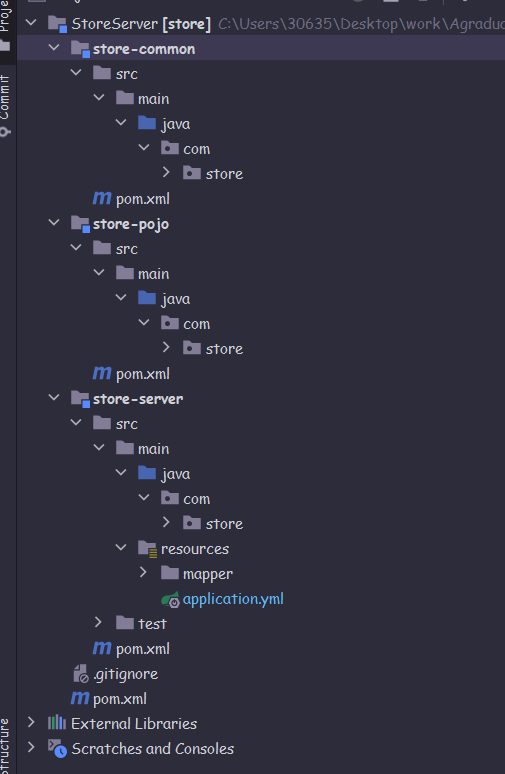 Proje
Commit
Structure
StoreServer [store] C:\Users\30635\Desktop\work\Agraduc
store-common
src
main
java
com
store
pom.xml
store-pojo
src
main
java
com
store
pom.xml
store-server
src
main
java
com
store
resources
mapper
application.yml
test
pom.xml
.gitignore
pom.xml
External Libraries
Scratches and Consoles